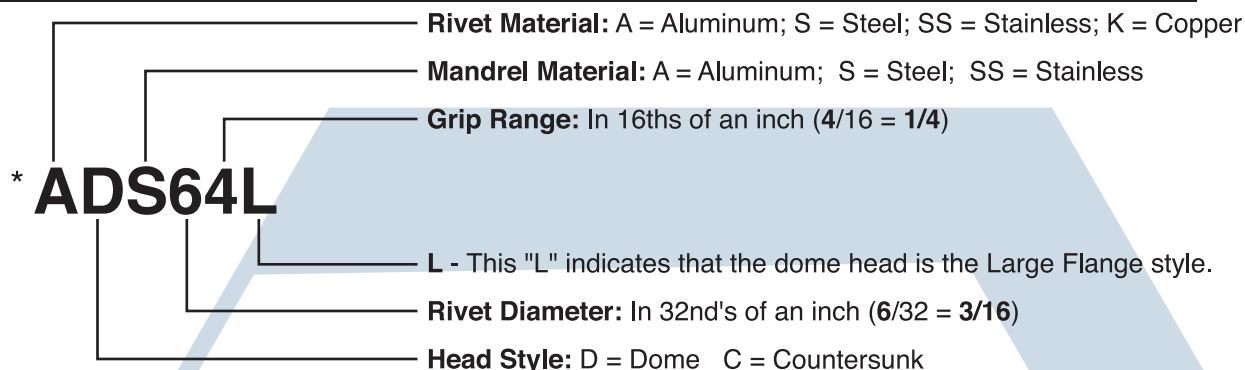 Rivet Material: A = Aluminum; S = Steel; SS = Stainless; K = Copper
Mandrel Material: A = Aluminum; S = Steel; SS = Stainless
Grip Range: In 16ths of an inch (4/16 = 1/4)
* ADS64L
L - This "L" indicates that the dome head is the Large Flange style.
Rivet Diameter: In 32nd's of an inch (6/32 = 3/16)
Head Style: D = Dome C = Countersunk